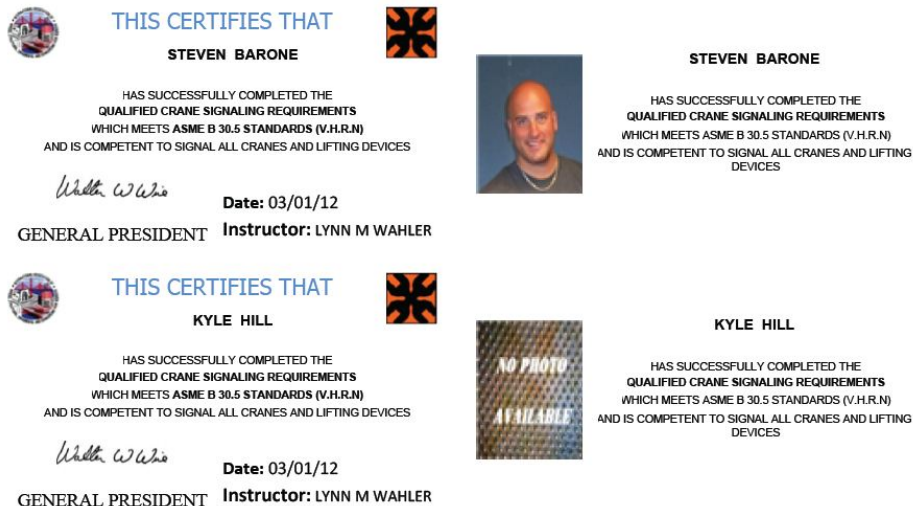 THIS CERTIFIES THAT
STEVEN BARONE
HAS SUCCESSFULLY COMPLETED THE
QUALIFIED CRANE SIGNALING REQUIREMENTS
WHICH MEETS ASME B 30.5 STANDARDS (V.H.R.N)
AND IS COMPETENT TO SIGNAL ALL CRANES AND LIFTING DEVICES
Date: 03/01/12
GENERAL PRESIDENT
Instructor: LYNN M WAHLER
STEVEN BARONE
HAS SUCCESSFULLY COMPLETED THE
QUALIFIED CRANE SIGNALING REQUIREMENTS
WHICH MEETS ASME B 30.5 STANDARDS (V.H.R.N)
AND IS COMPETENT TO SIGNAL ALL CRANES AND LIFTING
DEVICES
THIS CERTIFIES THAT
KYLE HILL
HAS SUCCESSFULLY COMPLETED THE
QUALIFIED CRANE SIGNALING REQUIREMENTS
WHICH MEETS ASME B 30.5 STANDARDS (V.H.R.N)
AND IS COMPETENT TO SIGNAL ALL CRANES AND LIFTING DEVICES
Date: 03/01/12
GENERAL PRESIDENT
Instructor: LYNN M WAHLER
NO PHOTO
AVAILABLE
KYLE HILL
HAS SUCCESSFULLY COMPLETED THE
QUALIFIED CRANE SIGNALING REQUIREMENTS
WHICH MEETS ASME B 30.5 STANDARDS (V.H.R.N)
AND IS COMPETENT TO SIGNAL ALL CRANES AND LIFTING
DEVICES